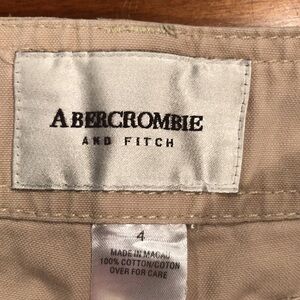 ABERCROMBIE
AND FITCH
4
MADE IN MACAU
100% COTTON/COTON
OVER FOR CARE